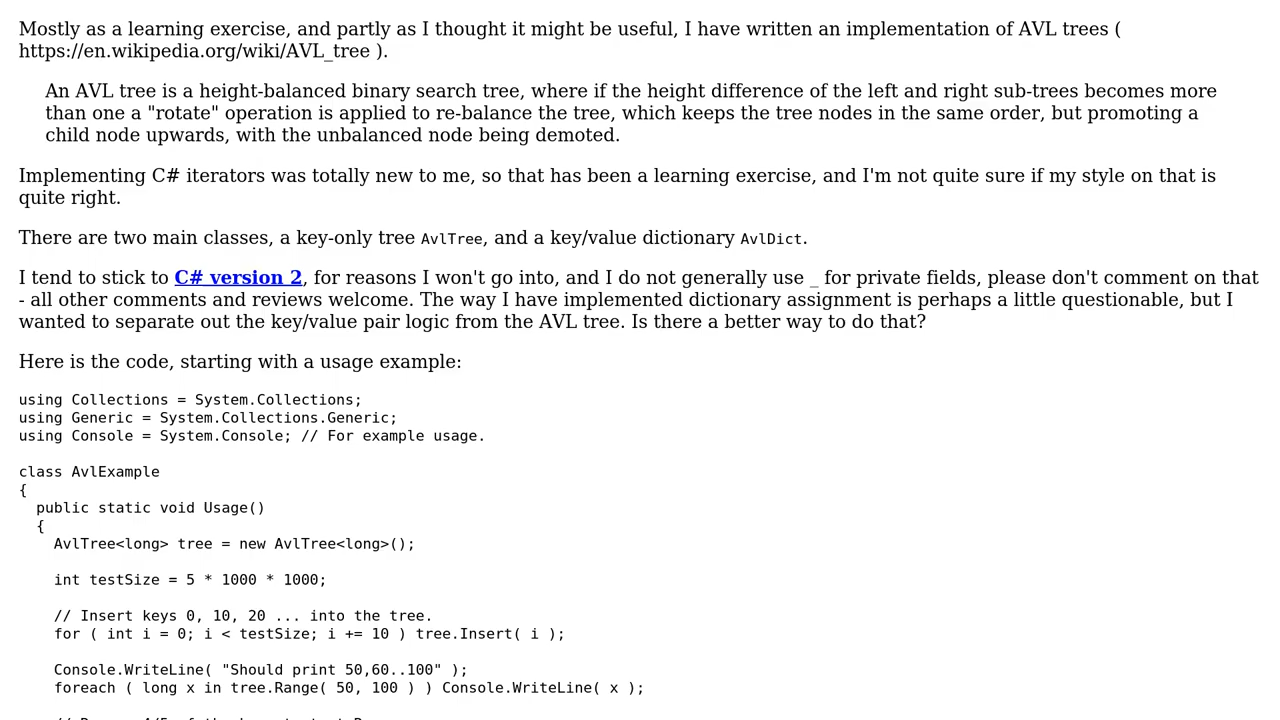 Mostly as a learning exercise, and partly as I thought it might be useful, I have written an implementation of AVL trees (
https://en.wikipedia.org/wiki/AVL_tree ).
An AVL tree is a height-balanced binary search tree, where if the height difference of the left and right sub-trees becomes more
than one a "rotate" operation is applied to re-balance the tree, which keeps the tree nodes in the same order, but promoting a
child node upwards, with the unbalanced node being demoted.
Implementing C# iterators was totally new to me, so that has been a learning exercise, and I'm not quite sure if my style on that is
quite right.
There are two main classes, a key-only tree AvlTree, and a key/value dictionary AvlDict.
I tend to stick to C# version 2, for reasons I won't go into, and I do not generally use _ for private fields, please don't comment on that
- all other comments and reviews welcome. The way I have implemented dictionary assignment is perhaps a little questionable, but I
wanted to separate out the key/value pair logic from the AVL tree. Is there a better way to do that?
Here is the code, starting with a usage example:
using Collections = System.Collections;
using Generic = System.Collections.Generic;
using Console = System.Console; // For example usage.
class AvlExample
{
  public static void Usage()
  {
    AvlTree<long> tree = new AvlTree<long>();
    int testSize = 5 * 1000 * 1000;
    // Insert keys 0, 10, 20 ... into the tree.
    for ( int i = 0; i < testSize; i += 10 ) tree.Insert( i );
    Console.WriteLine( "Should print 50,60..100" );
    foreach ( long x in tree.Range( 50, 100 ) ) Console.WriteLine( x );